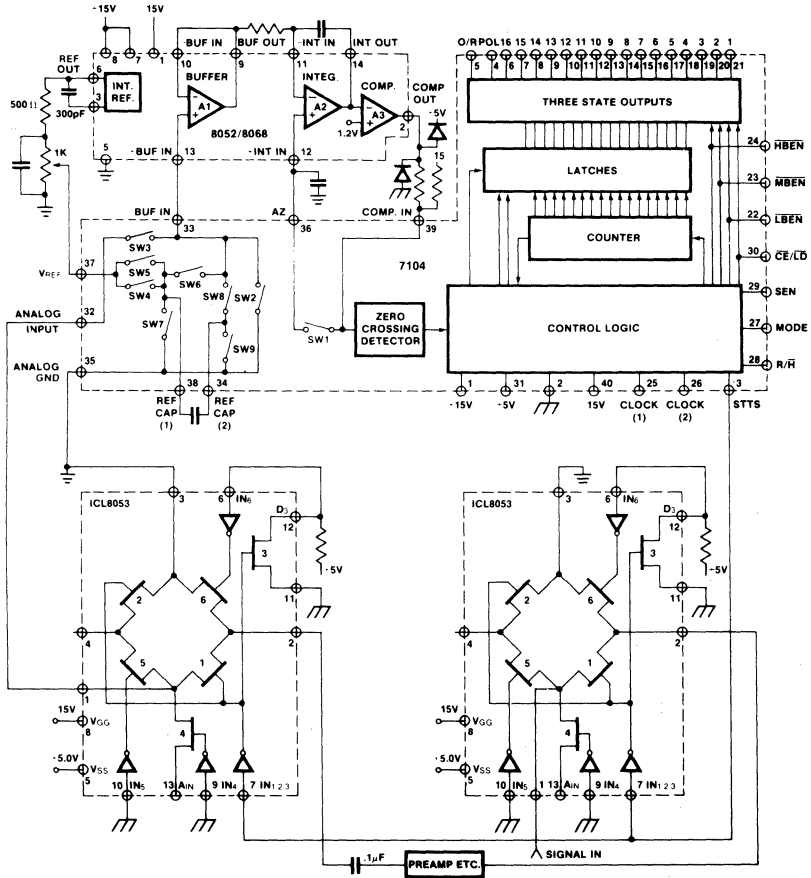 -15V 15V
-BUF IN BUF OUT -INT IN INT OUT
8 7 1 10 9 11 14
REF OUT
6
3
INT. REF.
BUFFER
A1
INTEG.
A2
COMP.
A3
COMP OUT
2
-5V
1.2V
500Ω
300pF
8052/8068
15
1K
5
-BUF IN 13
-INT IN 12
BUF IN
33
AZ
36
COMP. IN
39
O/R POL 16 15 14 13 12 11 10 9 8 7 6 5 4 3 2 1
5 4 6 7 8 9 10 11 12 13 14 15 16 17 18 19 20 21
THREE STATE OUTPUTS
24 HBEN
LATCHES
23 MBEN
22 LBEN
COUNTER
30 CE/LD
7104
29 SEN
CONTROL LOGIC
27 MODE
28 R/H
ZERO CROSSING DETECTOR
37
VREF
32
ANALOG INPUT
35
ANALOG GND
SW3
SW5
SW4
SW6
SW7
SW8
SW2
SW9
SW1
38 34
REF CAP (1)
REF CAP (2)
1 31 2 40 25 26 3
-15V -5V 15V CLOCK (1) CLOCK (2) STTS
ICL8053
3
6 IN6
D3
12
3
-5V
11
2
6
4
2
5
1
1
15V
VGG
8
4
-5.0V
VSS
5
10 IN5 13 AIN 9 IN4 7 IN1,2,3
ICL8053
3
6 IN6
D3
12
3
+5V
11
2
6
4
2
5
1
15V
VGG
8
4
-5.0V
VSS
5
10 IN5 1 13 AIN 9 IN4 7 IN1,2,3
SIGNAL IN
.1µF
PREAMP ETC.